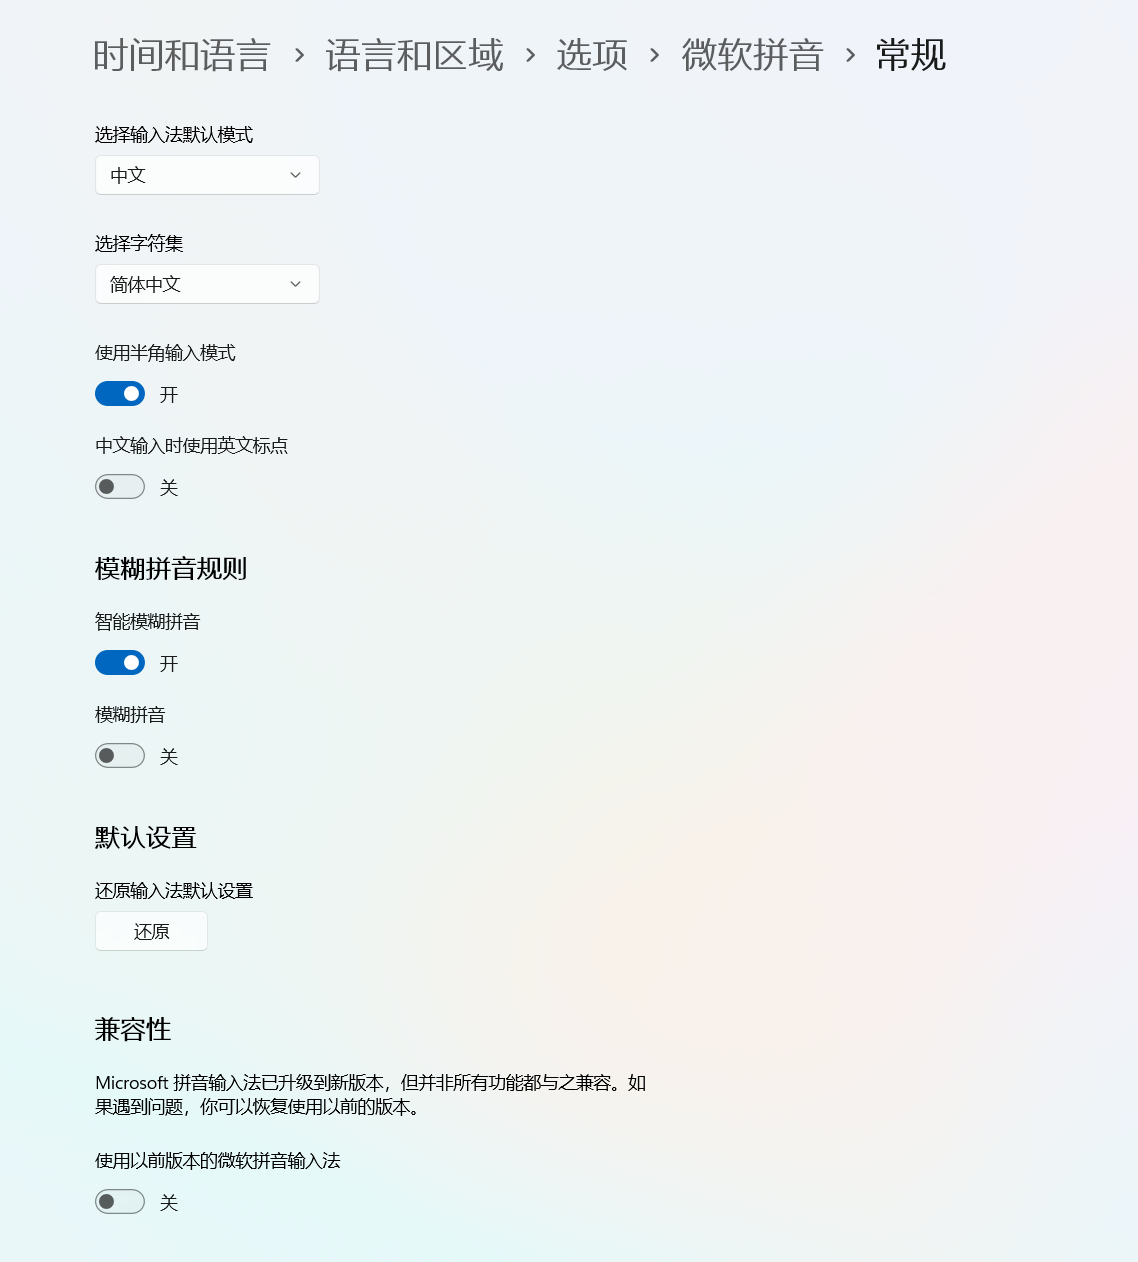 时间和语言 › 语言和区域 › 选项 › 微软拼音 › 常规
选择输入法默认模式
中文
选择字符集
简体中文
使用半角输入模式
开
中文输入时使用英文标点
关
模糊拼音规则
智能模糊拼音
开
模糊拼音
关
默认设置
还原输入法默认设置
还原
兼容性
Microsoft 拼音输入法已升级到新版本，但并非所有功能都与之兼容。如
果遇到问题，你可以恢复使用以前的版本。
使用以前版本的微软拼音输入法
关